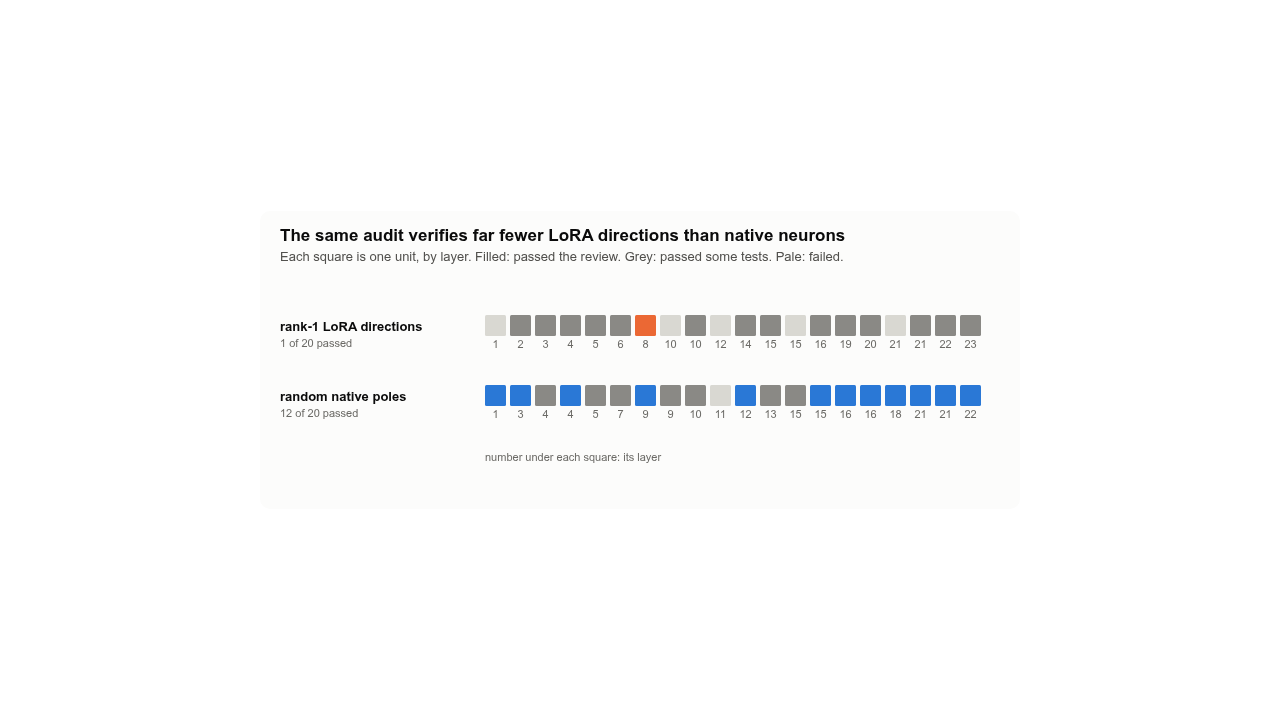 The same audit verifies far fewer LoRA directions than native neurons
Each square is one unit, by layer. Filled: passed the review. Grey: passed some tests. Pale: failed.
rank-1 LoRA directions
1 of 20 passed
1 2 3 4 5 6 8 10 10 12 14 15 15 16 19 20 21 21 22 23
random native poles
12 of 20 passed
1 3 4 4 5 7 9 9 10 11 12 13 15 15 16 16 18 21 21 22
number under each square: its layer